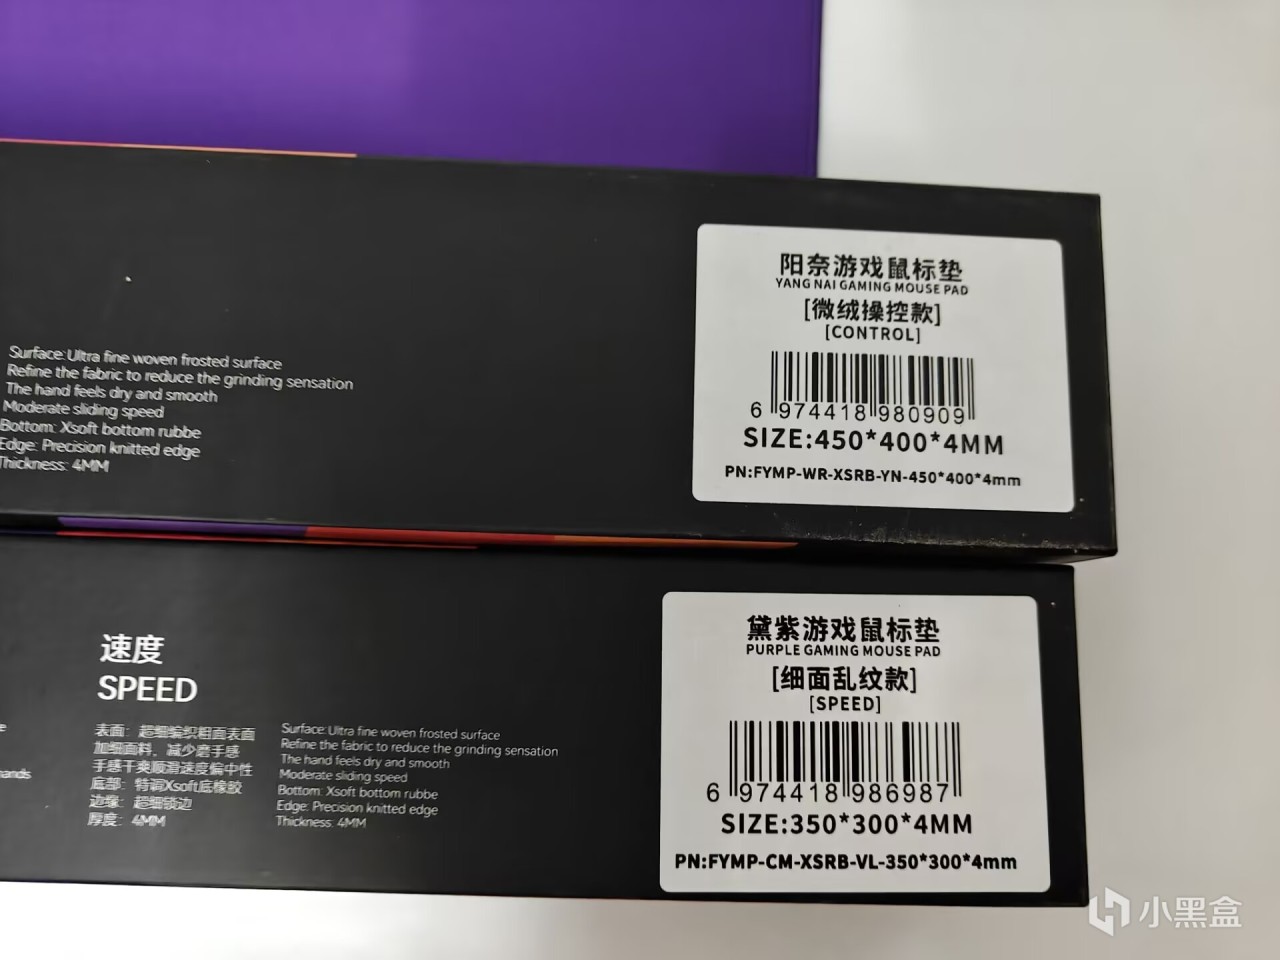 Surface: Ultra fine woven frosted surface
Refine the fabric to reduce the grinding sensation
The hand feels dry and smooth
Moderate sliding speed
Bottom: Xsoft bottom rubbe
Edge: Precision knitted edge
Thickness: 4MM
阳奈游戏鼠标垫
YANG NAI GAMING MOUSE PAD
[微绒操控款]
[CONTROL]
6 974418 980909
SIZE:450*400*4MM
PN:FYMP-WR-XSRB-YN-450*400*4mm
速度
SPEED
表面：超细编织粗面表面
加细面料，减少磨手感
手感干爽顺滑速度偏中性
底部：特调Xsoft底橡胶
边缘：超细锁边
厚度：4MM
Surface: Ultra fine woven frosted surface
Refine the fabric to reduce the grinding sensation
The hand feels dry and smooth
Moderate sliding speed
Bottom: Xsoft bottom rubbe
Edge: Precision knitted edge
Thickness: 4MM
黛紫游戏鼠标垫
PURPLE GAMING MOUSE PAD
[细面乱纹款]
[SPEED]
6 974418 986987
SIZE:350*300*4MM
PN:FYMP-CM-XSRB-VL-350*300*4mm
小黑盒